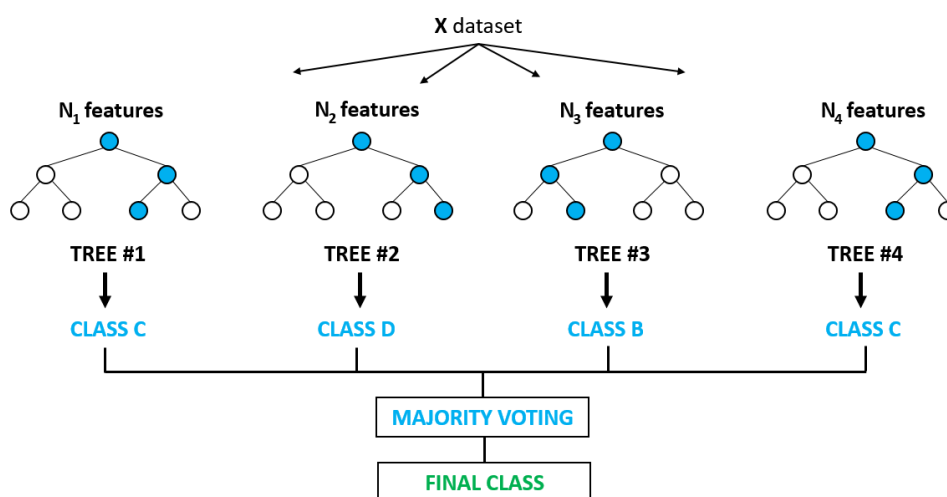 X dataset
N₁ features N₂ features N₃ features N₄ features
TREE #1 TREE #2 TREE #3 TREE #4
CLASS C CLASS D CLASS B CLASS C
MAJORITY VOTING
FINAL CLASS